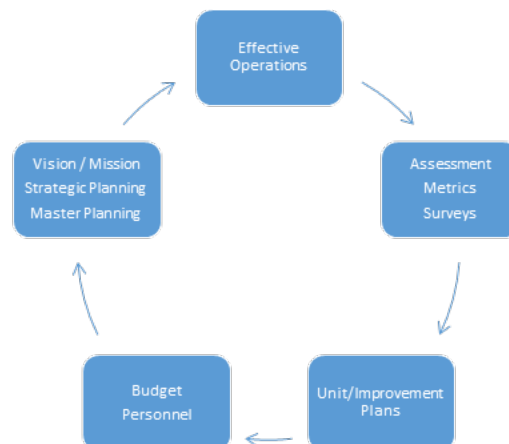 Effective
Operations
Assessment
Metrics
Surveys
Unit/Improvement
Plans
Budget
Personnel
Vision / Mission
Strategic Planning
Master Planning